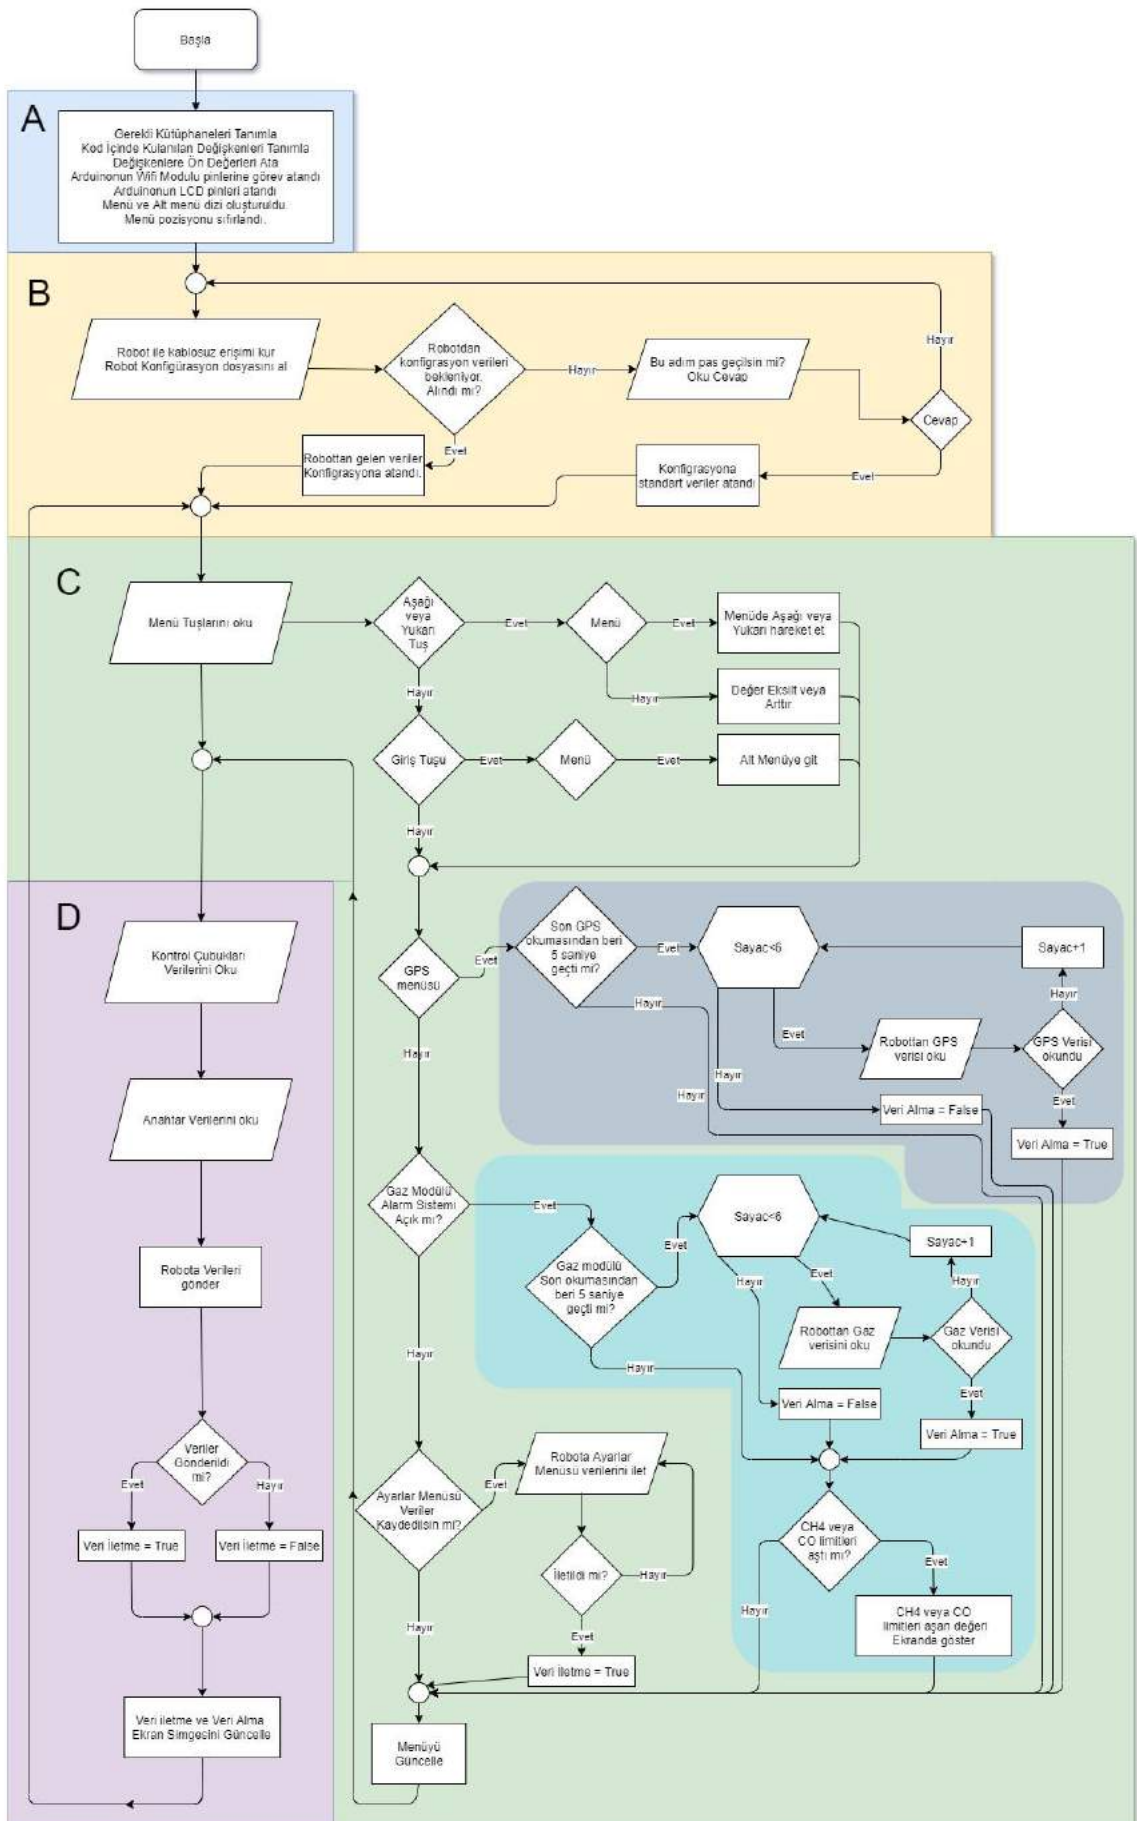 Başla
A
Gerekli Kütüphaneleri Tanımla
Kod İçinde Kulanılan Değişkenleri Tanımla
Değişkenlere Ön Değerleri Ata
Arduinonun Wifi Modulu pinlerine görev atandı
Arduinonun LCD pinleri atandı
Menü ve Alt menü dizi oluşturuldu.
Menü pozisyonu sıfırlandı.
B
Robot ile kablosuz erişimi kur
Robot Konfigürasyon dosyasını al
Robotdan
konfigrasyon verileri
bekleniyor.
Alındı mı?
Hayır
Bu adım pas geçilsin mi?
Oku Cevap
Hayır
Cevap
Evet
Robottan gelen veriler
Konfigrasyona atandı.
Konfigrasyona
standart veriler atandı
Evet
C
Menü Tuşlarını oku
Aşağı
veya
Yukarı
Tuş
Evet
Menü
Evet
Menüde Aşağı veya
Yukarı hareket et
Hayır
Hayır
Değer Eksilt veya
Arttır
Giriş Tuşu
Evet
Menü
Evet
Alt Menüye git
Hayır
D
Kontrol Çubukları
Verilerini Oku
GPS
menüsü
Evet
Son GPS
okumasından beri
5 saniye
geçti mi?
Evet
Sayac<6
Sayac+1
Hayır
Hayır
Evet
Robottan GPS
verisi oku
GPS Verisi
okundu
Hayır
Hayır
Hayır
Evet
Veri Alma = False
Veri Alma = True
Anahtar Verilerini oku
Gaz Modülü
Alarm Sistemi
Açık mı?
Evet
Sayac<6
Evet
Gaz modülü
Son okumasından
beri 5 saniye
geçti mi?
Sayac+1
Hayır
Evet
Hayır
Robottan Gaz
verisini oku
Gaz Verisi
okundu
Robota Verileri
gönder
Hayır
Hayır
Evet
Veri Alma = False
Veri Alma = True
Veriler
Gönderildi
mi?
Evet
Hayır
Veri İletme = True
Veri İletme = False
Ayarlar Menüsü
Veriler
Kaydedilsin mi?
Evet
Robota Ayarlar
Menüsü verilerini ilet
İletildi mi?
Hayır
Evet
Veri İletme = True
Hayır
CH4 veya
CO limitleri
aştı mı?
Evet
Hayır
CH4 veya CO
limitleri aşan değeri
Ekranda göster
Veri iletme ve Veri Alma
Ekran Simgesini Güncelle
Menüyü
Güncelle